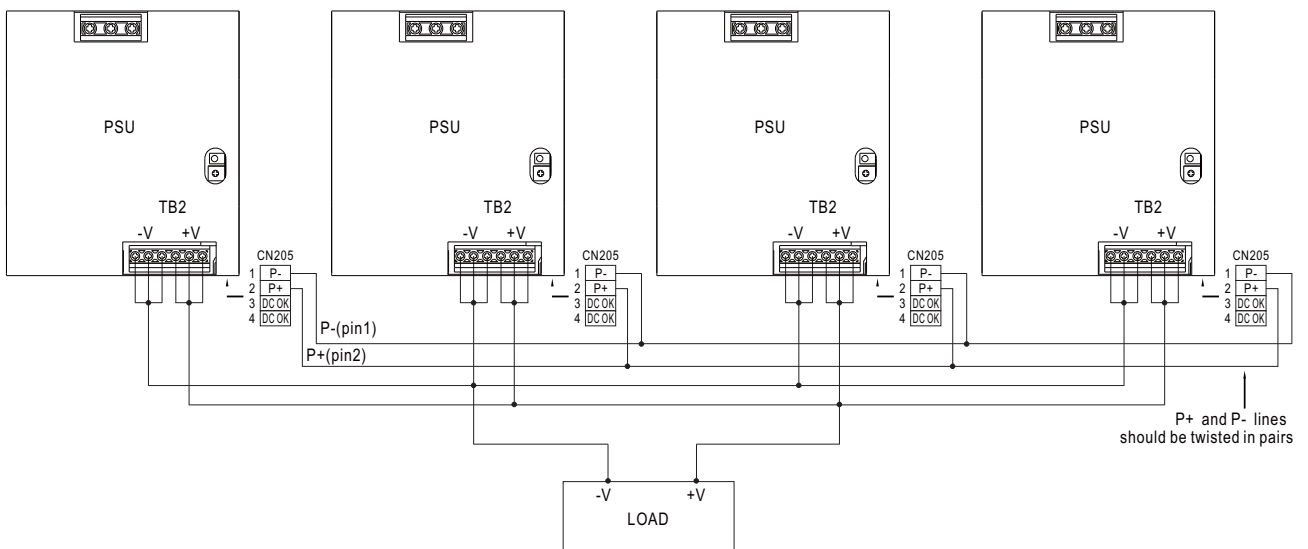 PSU PSU PSU PSU
TB2 TB2 TB2 TB2
-V +V -V +V -V +V -V +V
CN205 CN205 CN205 CN205
1 P- 1 P- 1 P- 1 P-
2 P+ 2 P+ 2 P+ 2 P+
3 DC OK 3 DC OK 3 DC OK 3 DC OK
4 DC OK 4 DC OK 4 DC OK 4 DC OK
P-(pin1)
P+(pin2)
P+ and P- lines
should be twisted in pairs
-V +V
LOAD